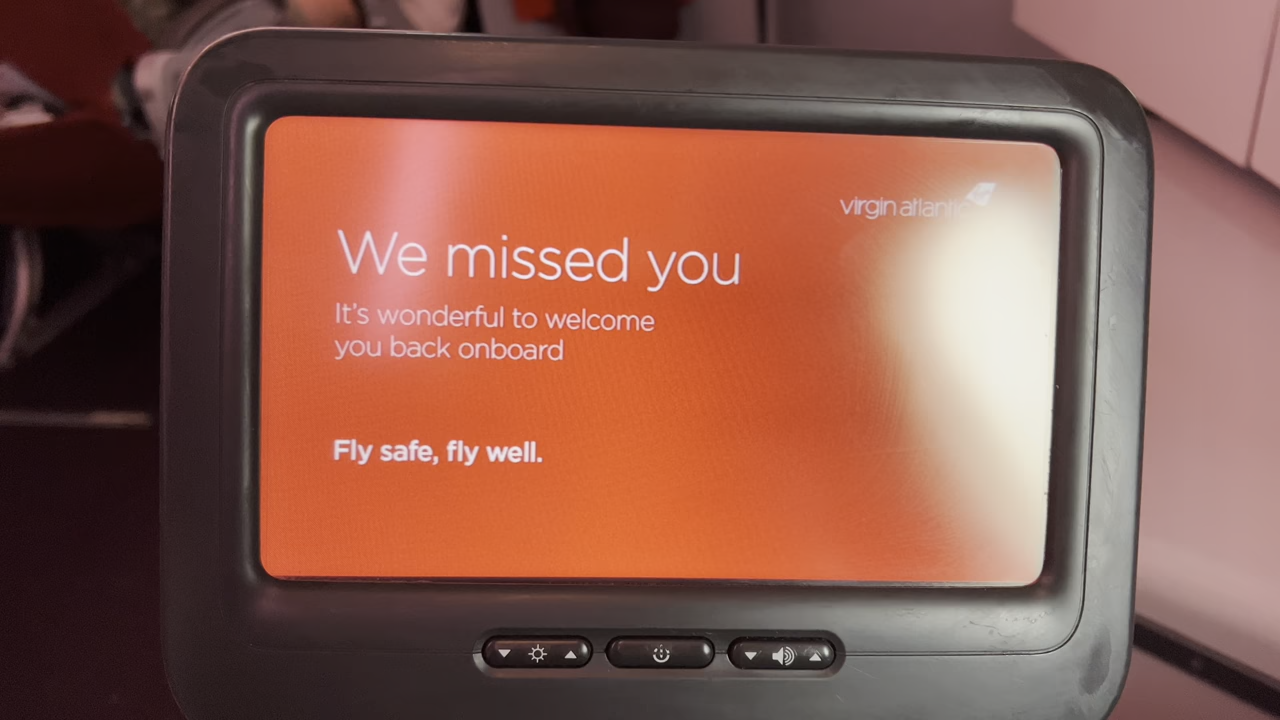 virgin atlantic
We missed you
It's wonderful to welcome
you back onboard
Fly safe, fly well.